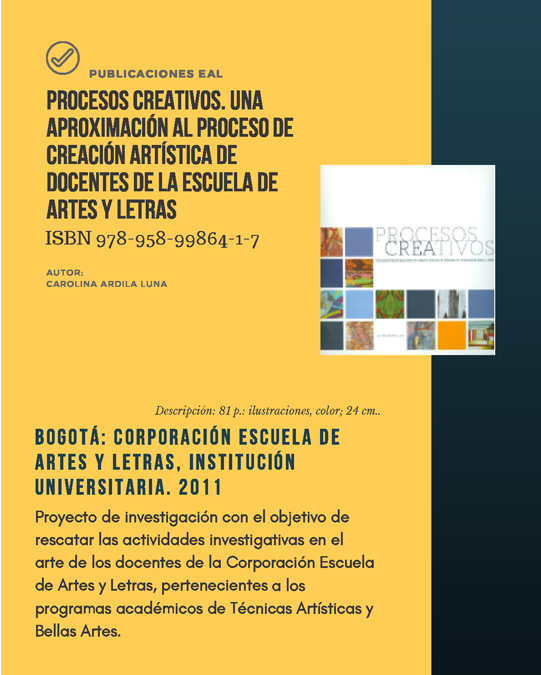 PUBLICACIONES EAL
PROCESOS CREATIVOS. UNA
APROXIMACIÓN AL PROCESO DE
CREACIÓN ARTÍSTICA DE
DOCENTES DE LA ESCUELA DE
ARTES Y LETRAS
ISBN 978-958-99864-1-7
AUTOR:
CAROLINA ARDILA LUNA
PROCESOS
CREATIVOS
Descripción: 81 p.: ilustraciones, color; 24 cm..
BOGOTÁ: CORPORACIÓN ESCUELA DE
ARTES Y LETRAS, INSTITUCIÓN
UNIVERSITARIA. 2011
Proyecto de investigación con el objetivo de
rescatar las actividades investigativas en el
arte de los docentes de la Corporación Escuela
de Artes y Letras, pertenecientes a los
programas académicos de Técnicas Artísticas y
Bellas Artes.